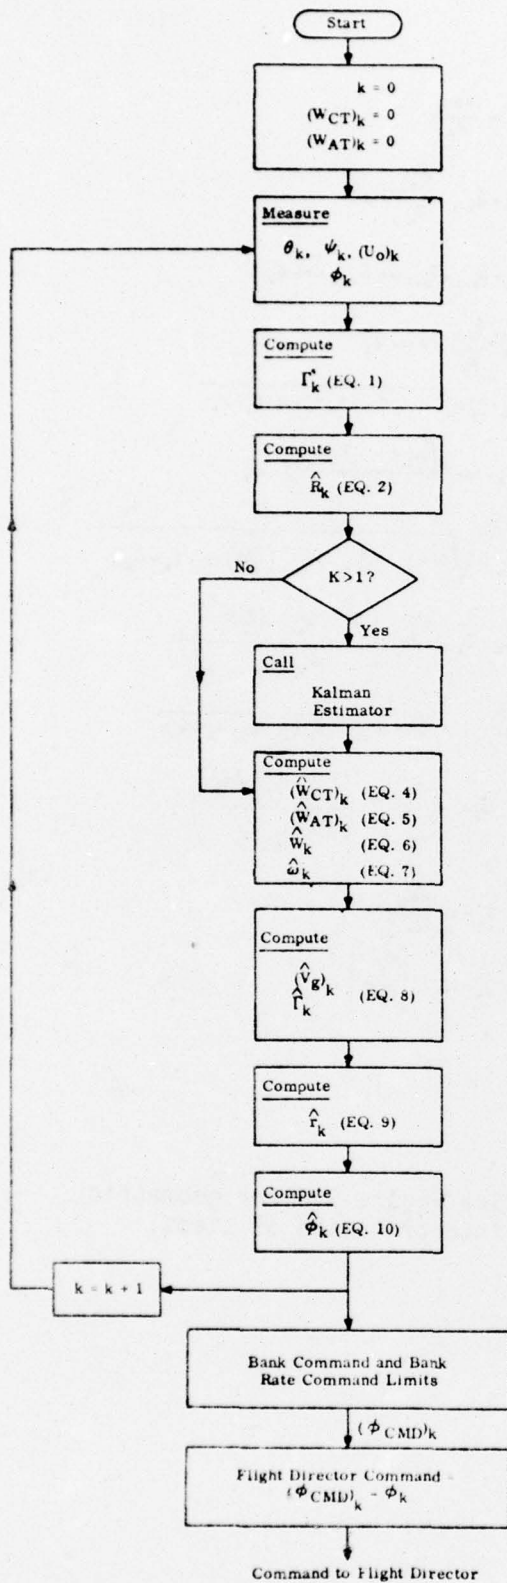 Start
k = 0
(W_CT)_k = 0
(W_AT)_k = 0
Measure
θ_k, ψ_k, (U_o)_k
ϕ_k
Compute
Γ*_k (EQ. 1)
Compute
R̂_k (EQ. 2)
K>1?
No
Yes
Call
Kalman
Estimator
Compute
(Ŵ_CT)_k (EQ. 4)
(Ŵ_AT)_k (EQ. 5)
Ŵ_k (EQ. 6)
ω̂_k (EQ. 7)
Compute
(V̂_g)_k
Γ̂_k (EQ. 8)
Compute
r̂_k (EQ. 9)
Compute
ϕ̂_k (EQ. 10)
k = k + 1
Bank Command and Bank
Rate Command Limits
(ϕ_CMD)_k
Flight Director Command =
(ϕ_CMD)_k - ϕ_k
Command to Flight Director